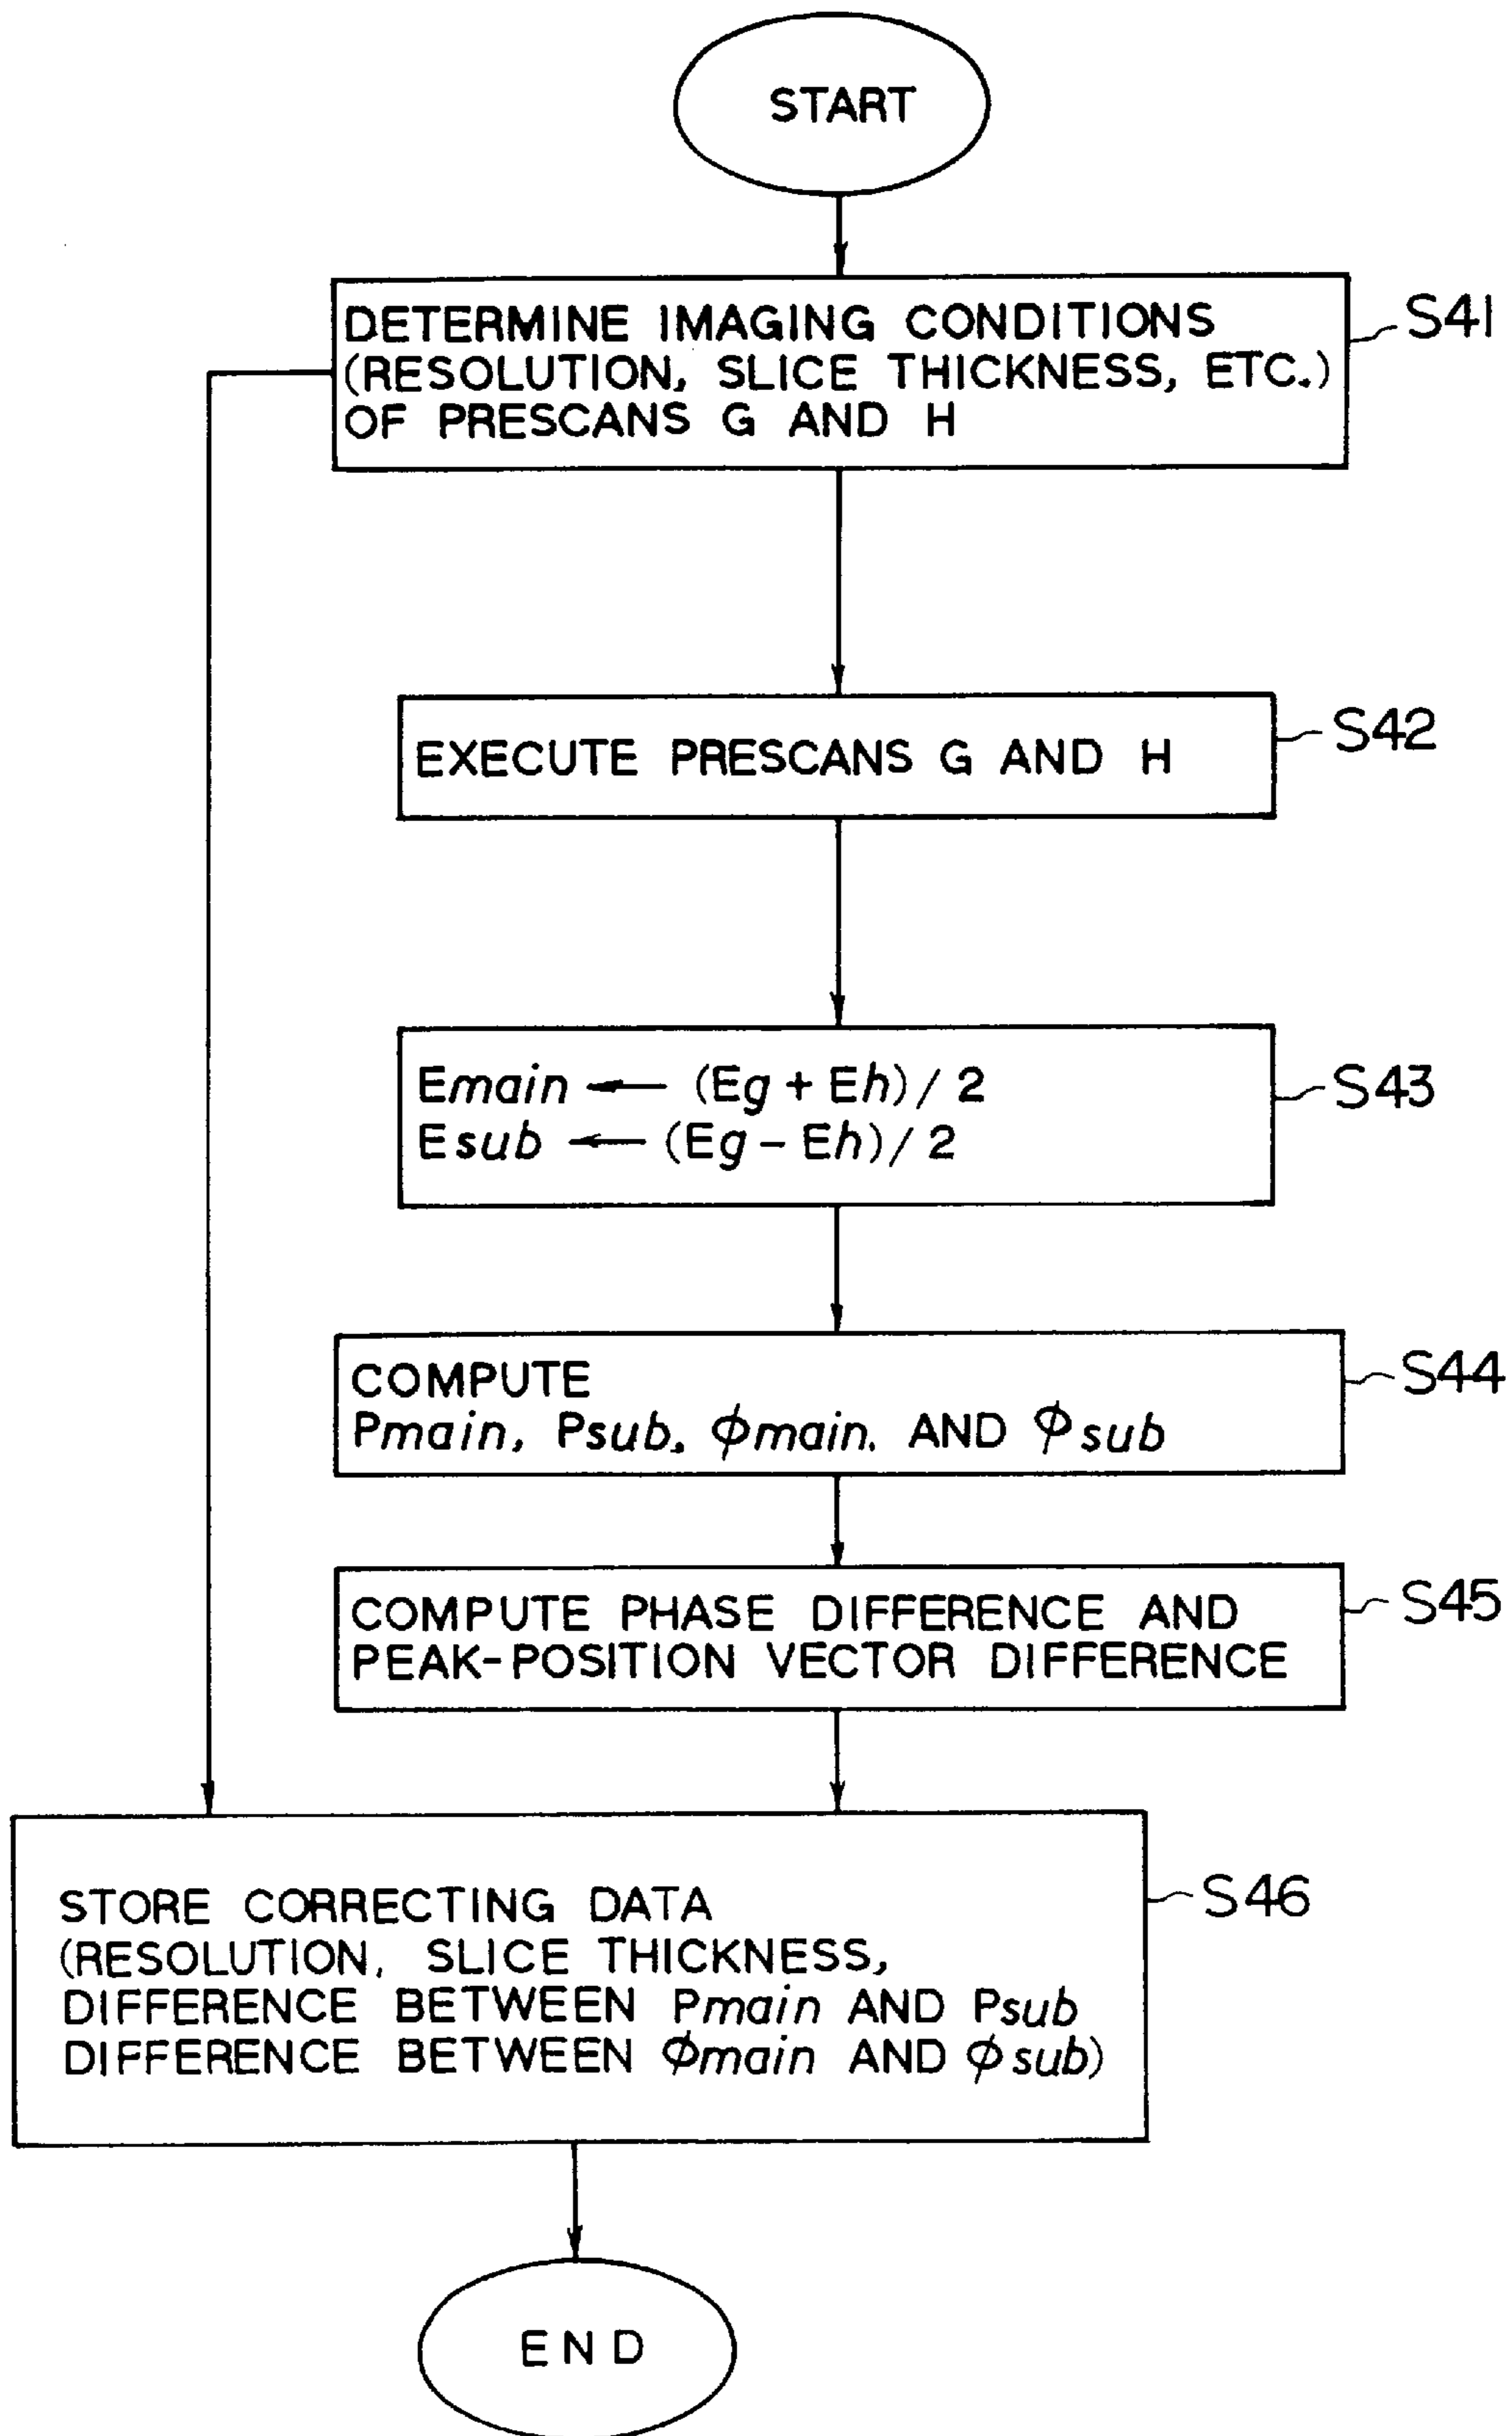 START
DETERMINE IMAGING CONDITIONS
(RESOLUTION, SLICE THICKNESS, ETC.)
OF PRESCANS G AND H
S41
EXECUTE PRESCANS G AND H
S42
Emain ← (Eg + Eh) / 2
Esub ← (Eg - Eh) / 2
S43
COMPUTE
Pmain, Psub, ϕmain, AND ϕsub
S44
COMPUTE PHASE DIFFERENCE AND
PEAK-POSITION VECTOR DIFFERENCE
S45
STORE CORRECTING DATA
(RESOLUTION, SLICE THICKNESS,
DIFFERENCE BETWEEN Pmain AND Psub
DIFFERENCE BETWEEN ϕmain AND ϕsub)
S46
END